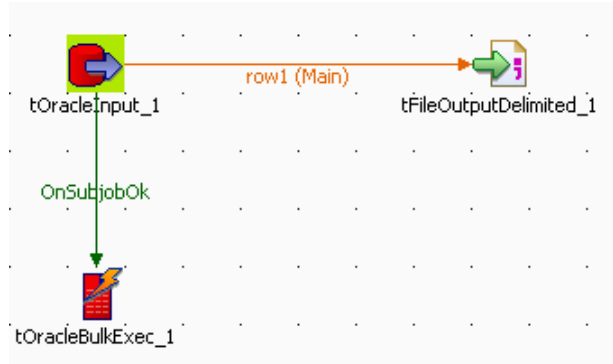 row1 (Main)
tOracleInput_1
tFileOutputDelimited_1
OnSubjobOk
tOracleBulkExec_1